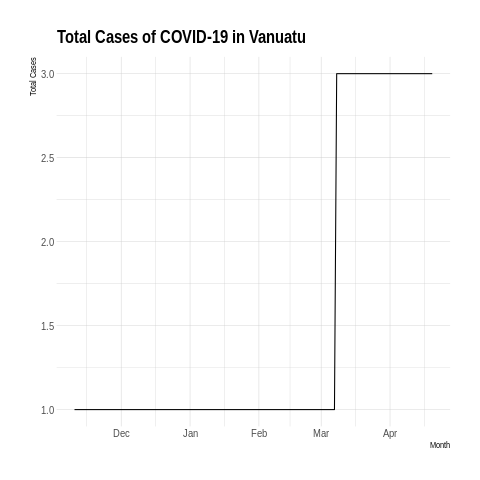 Total Cases of COVID-19 in Vanuatu
Total Cases
3.0
2.5
2.0
1.5
1.0
Dec Jan Feb Mar Apr
Month